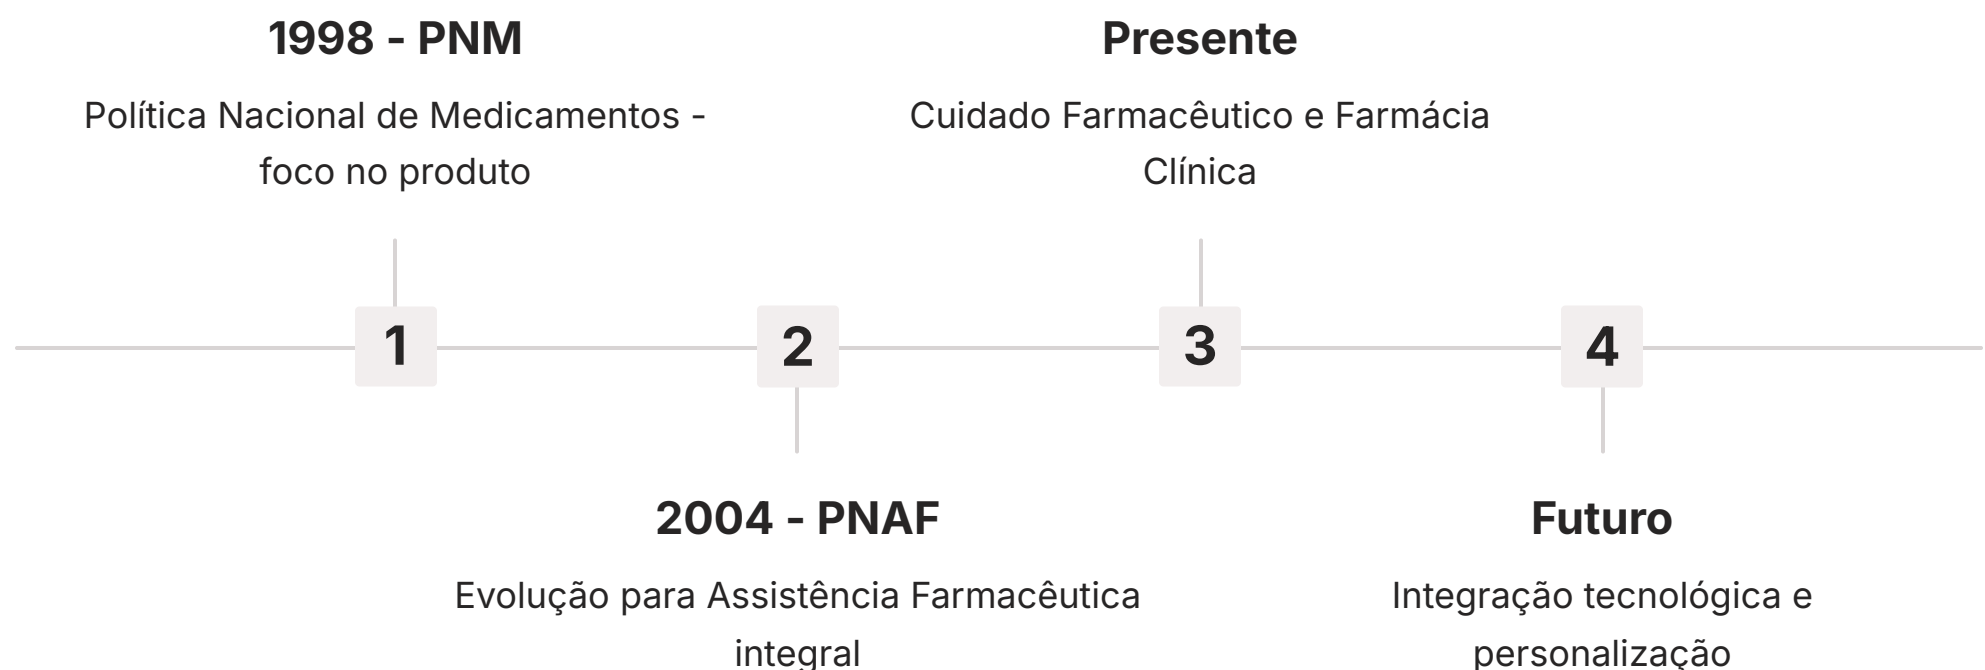 1998 - PNM
Política Nacional de Medicamentos -
foco no produto
Presente
Cuidado Farmacêutico e Farmácia
Clínica
1
2
3
4
2004 - PNAF
Evolução para Assistência Farmacêutica
integral
Futuro
Integração tecnológica e
personalização